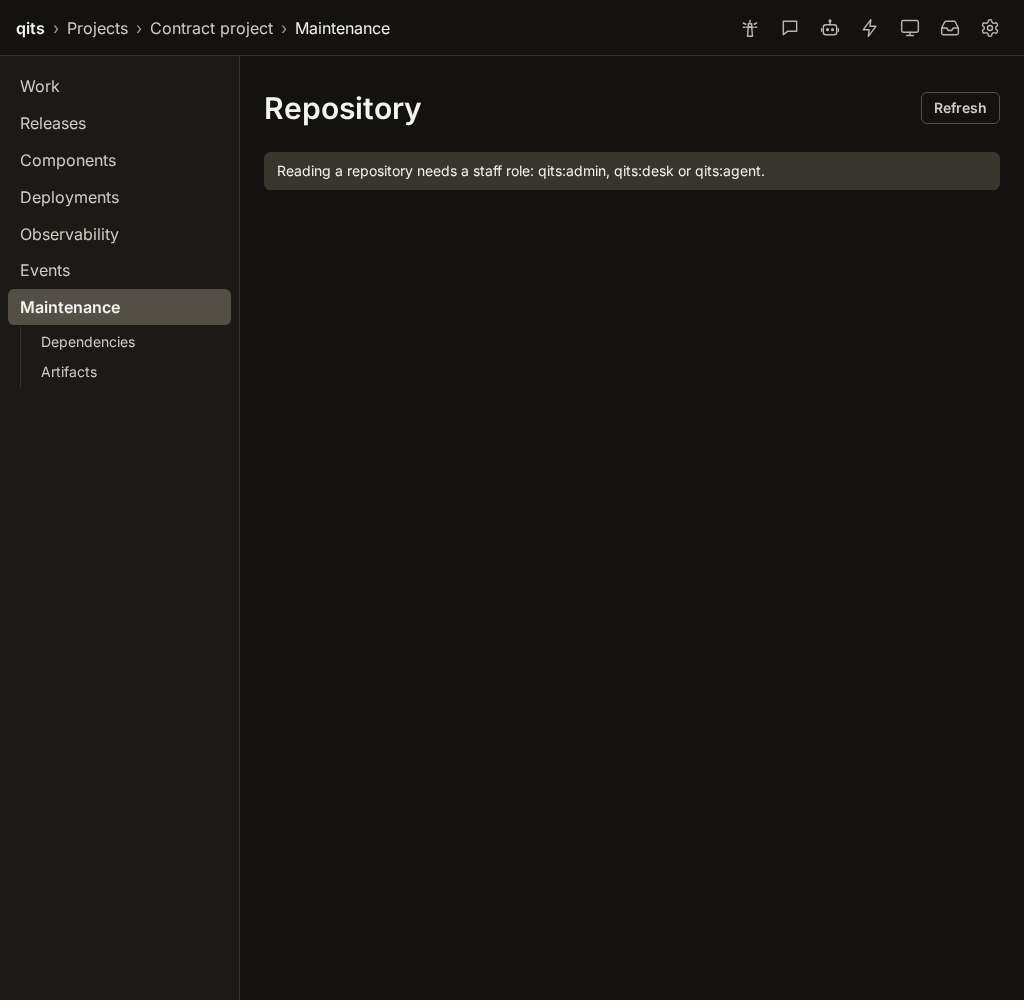 qits › Projects › Contract project › Maintenance
Work
Releases
Components
Deployments
Observability
Events
Maintenance
Dependencies
Artifacts
Repository
Refresh
Reading a repository needs a staff role: qits:admin, qits:desk or qits:agent.